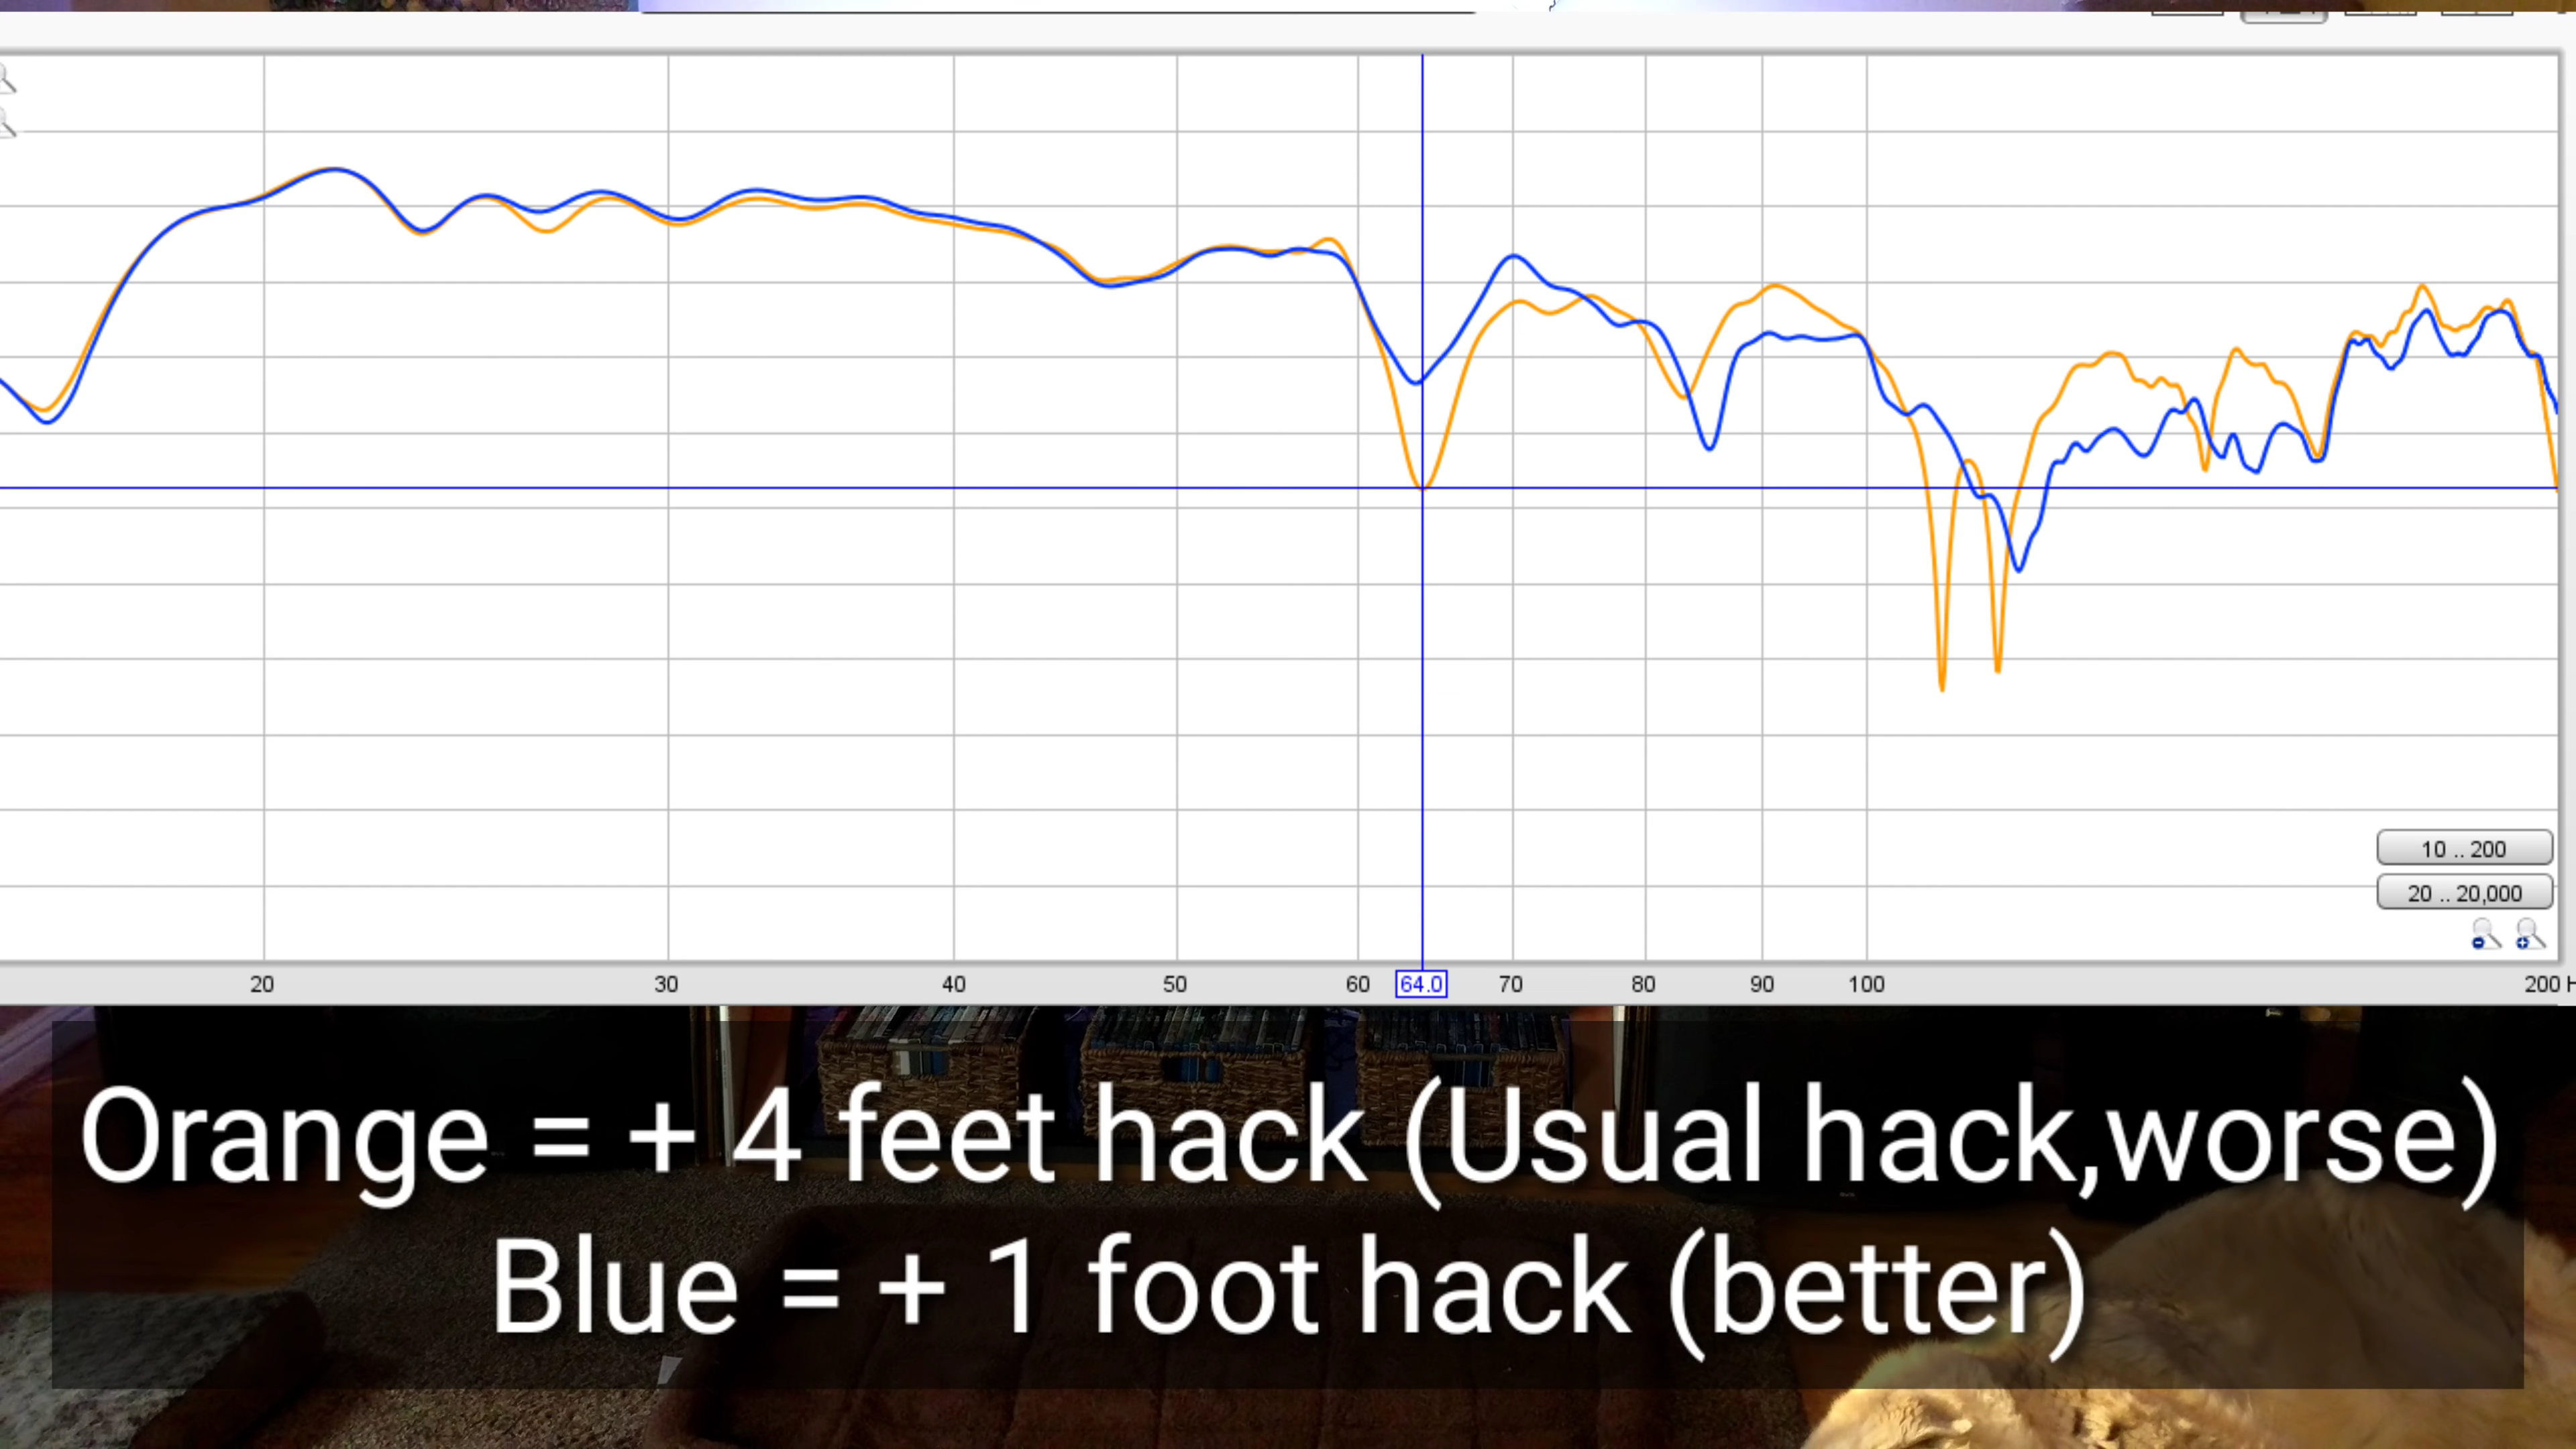 10 .. 200
20 .. 20,000
20 30 40 50 60 64.0 70 80 90 100 200 H
Orange = + 4 feet hack (Usual hack,worse)
Blue = + 1 foot hack (better)